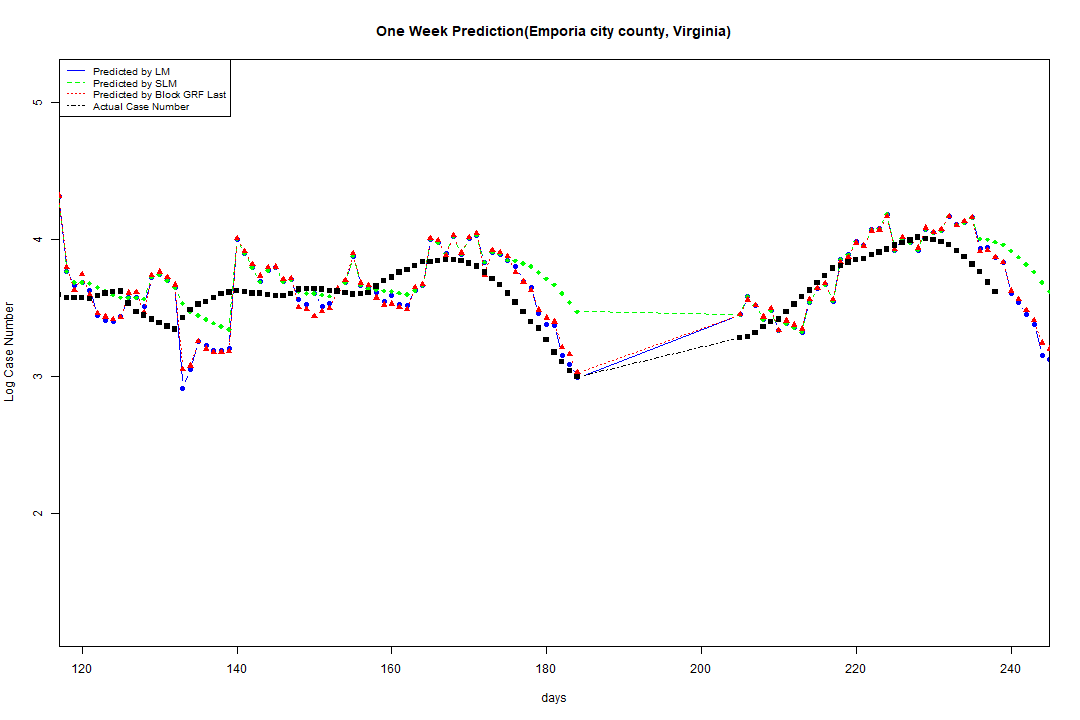 One Week Prediction(Emporia city county, Virginia)
Predicted by LM
Predicted by SLM
Predicted by Block GRF Last
Actual Case Number
5
4
3
2
Log Case Number
120 140 160 180 200 220 240
days